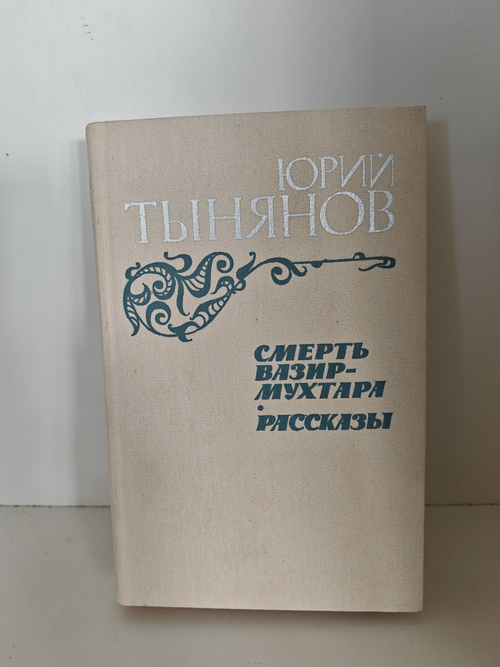 ЮРИЙ
ТЫНЯНОВ
СМЕРТЬ
ВАЗИР-
МУХТАРА
•
РАССКАЗЫ